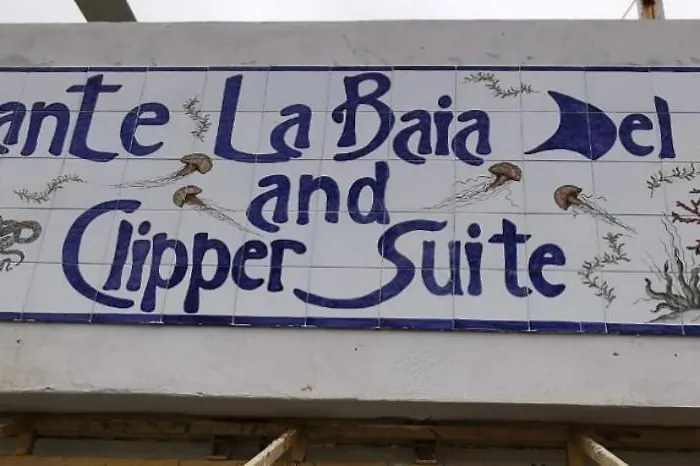 ante La Baia Del
and
Clipper Suite